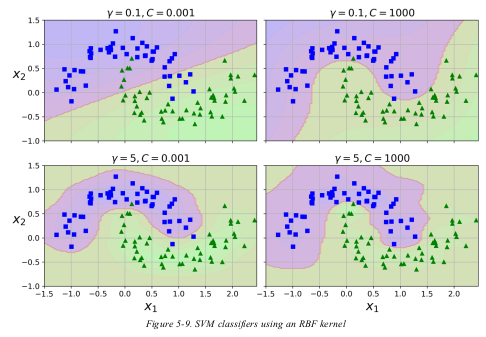 γ = 0.1, C = 0.001
γ = 0.1, C = 1000
1.5
1.0
0.5
x2
0.0
−0.5
−1.0
γ = 5, C = 0.001
γ = 5, C = 1000
1.5
1.0
0.5
x2
0.0
−0.5
−1.0
−1.5 −1.0 −0.5 0.0 0.5 1.0 1.5 2.0
−1.5 −1.0 −0.5 0.0 0.5 1.0 1.5 2.0
x1
x1
Figure 5-9. SVM classifiers using an RBF kernel